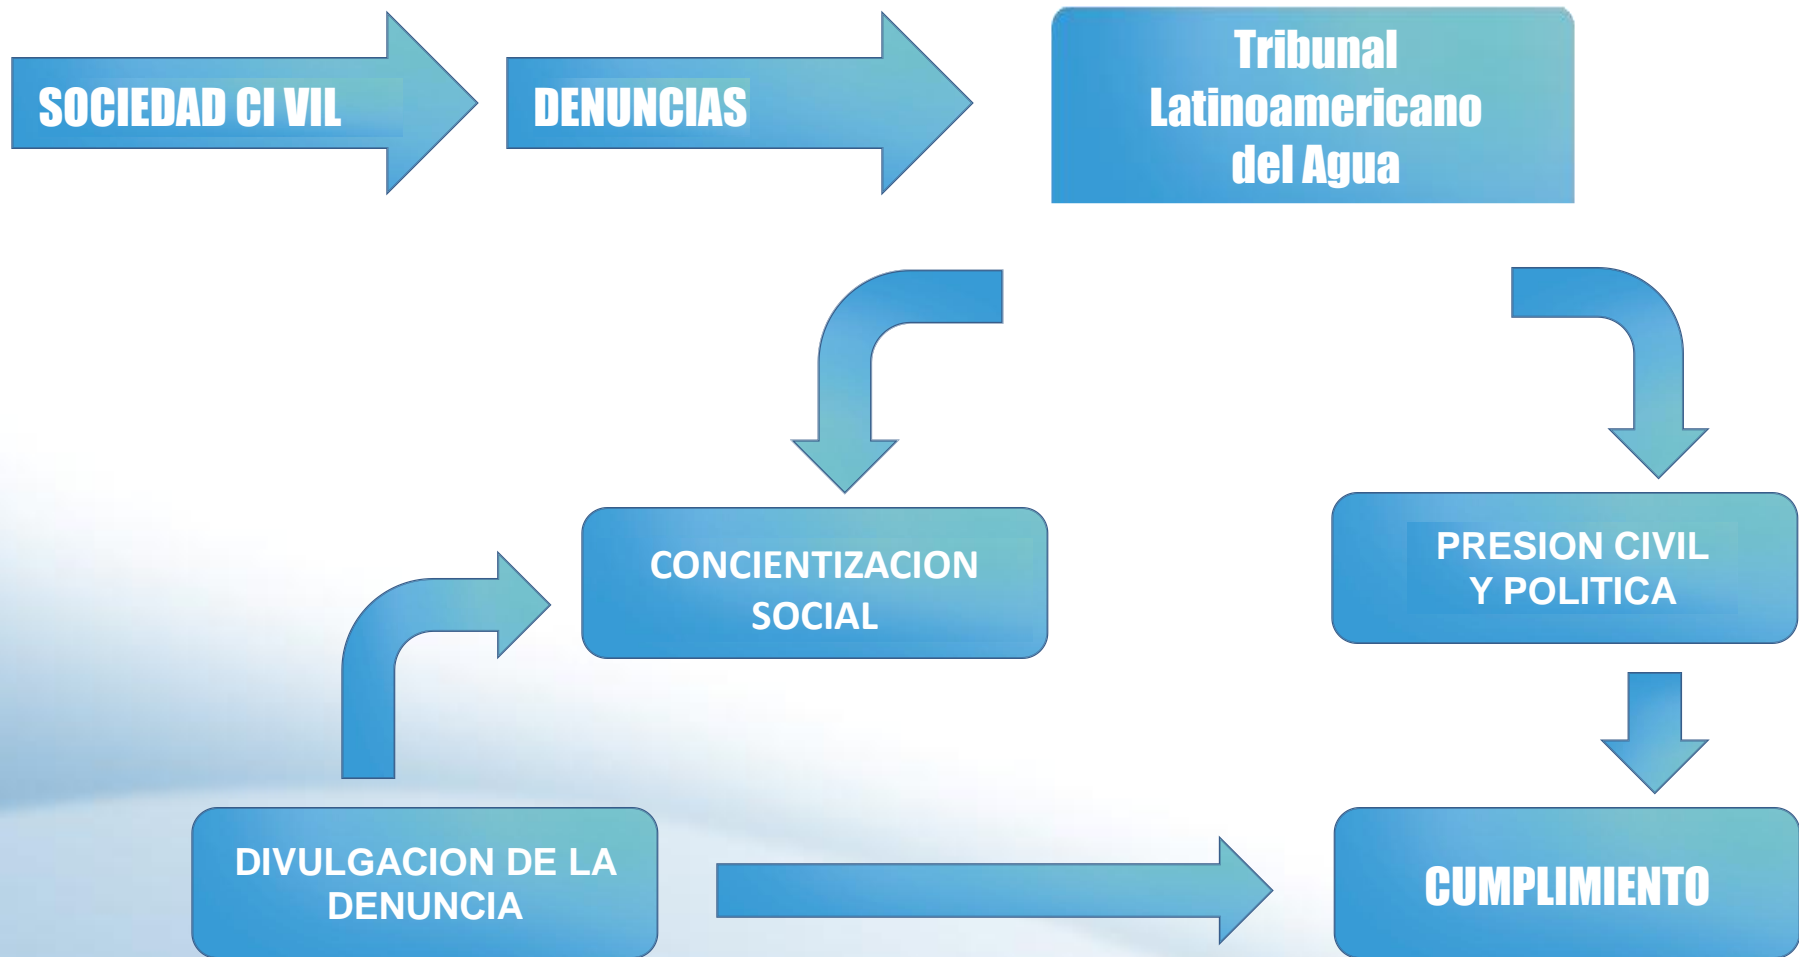 SOCIEDAD CI VIL
DENUNCIAS
Tribunal
Latinoamericano
del Agua
CONCIENTIZACION
SOCIAL
PRESION CIVIL
Y POLITICA
DIVULGACION DE LA
DENUNCIA
CUMPLIMIENTO